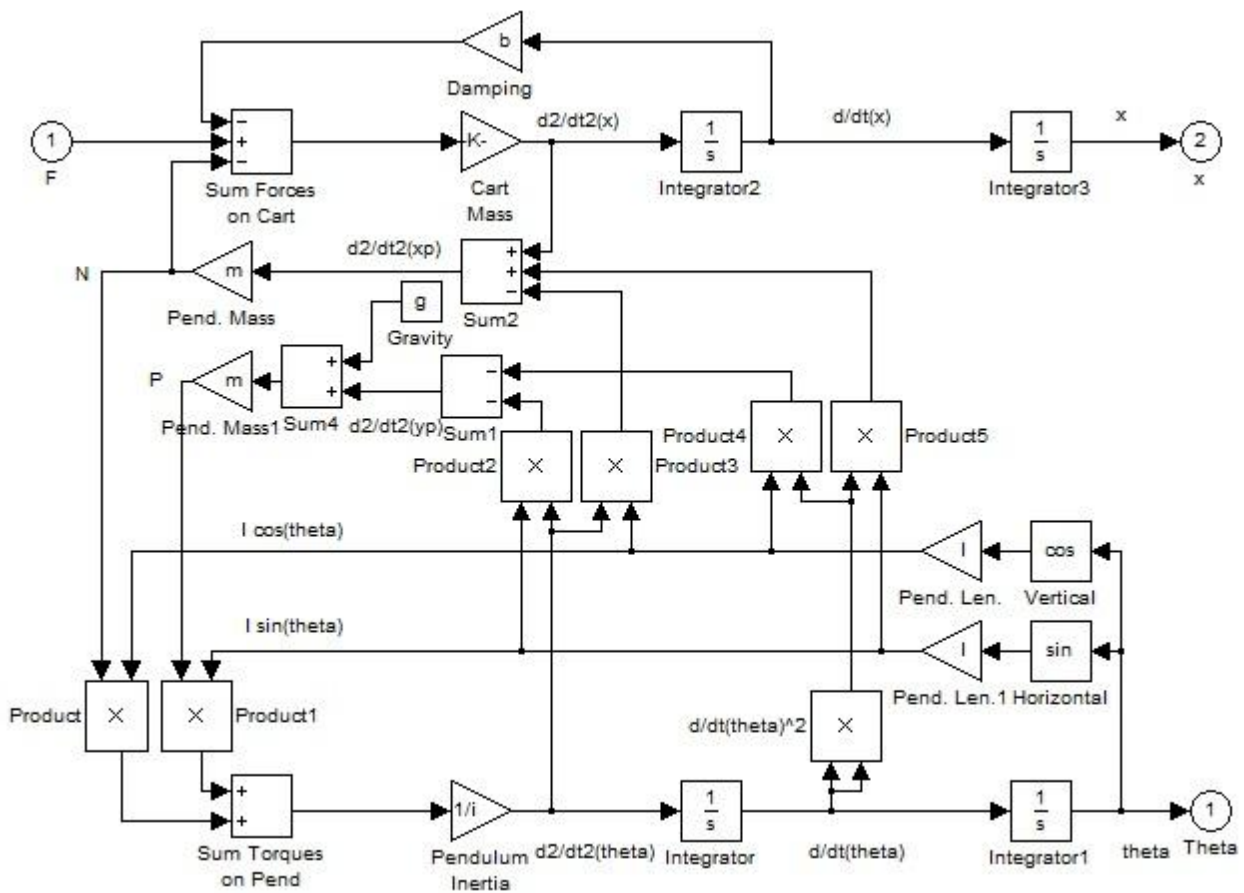 b
Damping
d2/dt2(x)
d/dt(x)
x
1
F
−
+
−
Sum Forces
on Cart
K-
Cart
Mass
1
s
Integrator2
1
s
Integrator3
2
x
N
m
Pend. Mass
d2/dt2(xp)
+
+
−
Sum2
g
Gravity
P
m
Pend. Mass1
+
+
Sum4
d2/dt2(yp)
−
−
Sum1
Product2
×
×
Product3
Product4
×
×
Product5
l cos(theta)
l
Pend. Len.
cos
Vertical
l sin(theta)
l
Pend. Len.1
sin
Horizontal
Product
×
×
Product1
d/dt(theta)^2
×
+
+
Sum Torques
on Pend
1/i
Pendulum
Inertia
d2/dt2(theta)
1
s
Integrator
d/dt(theta)
1
s
Integrator1
theta
1
Theta